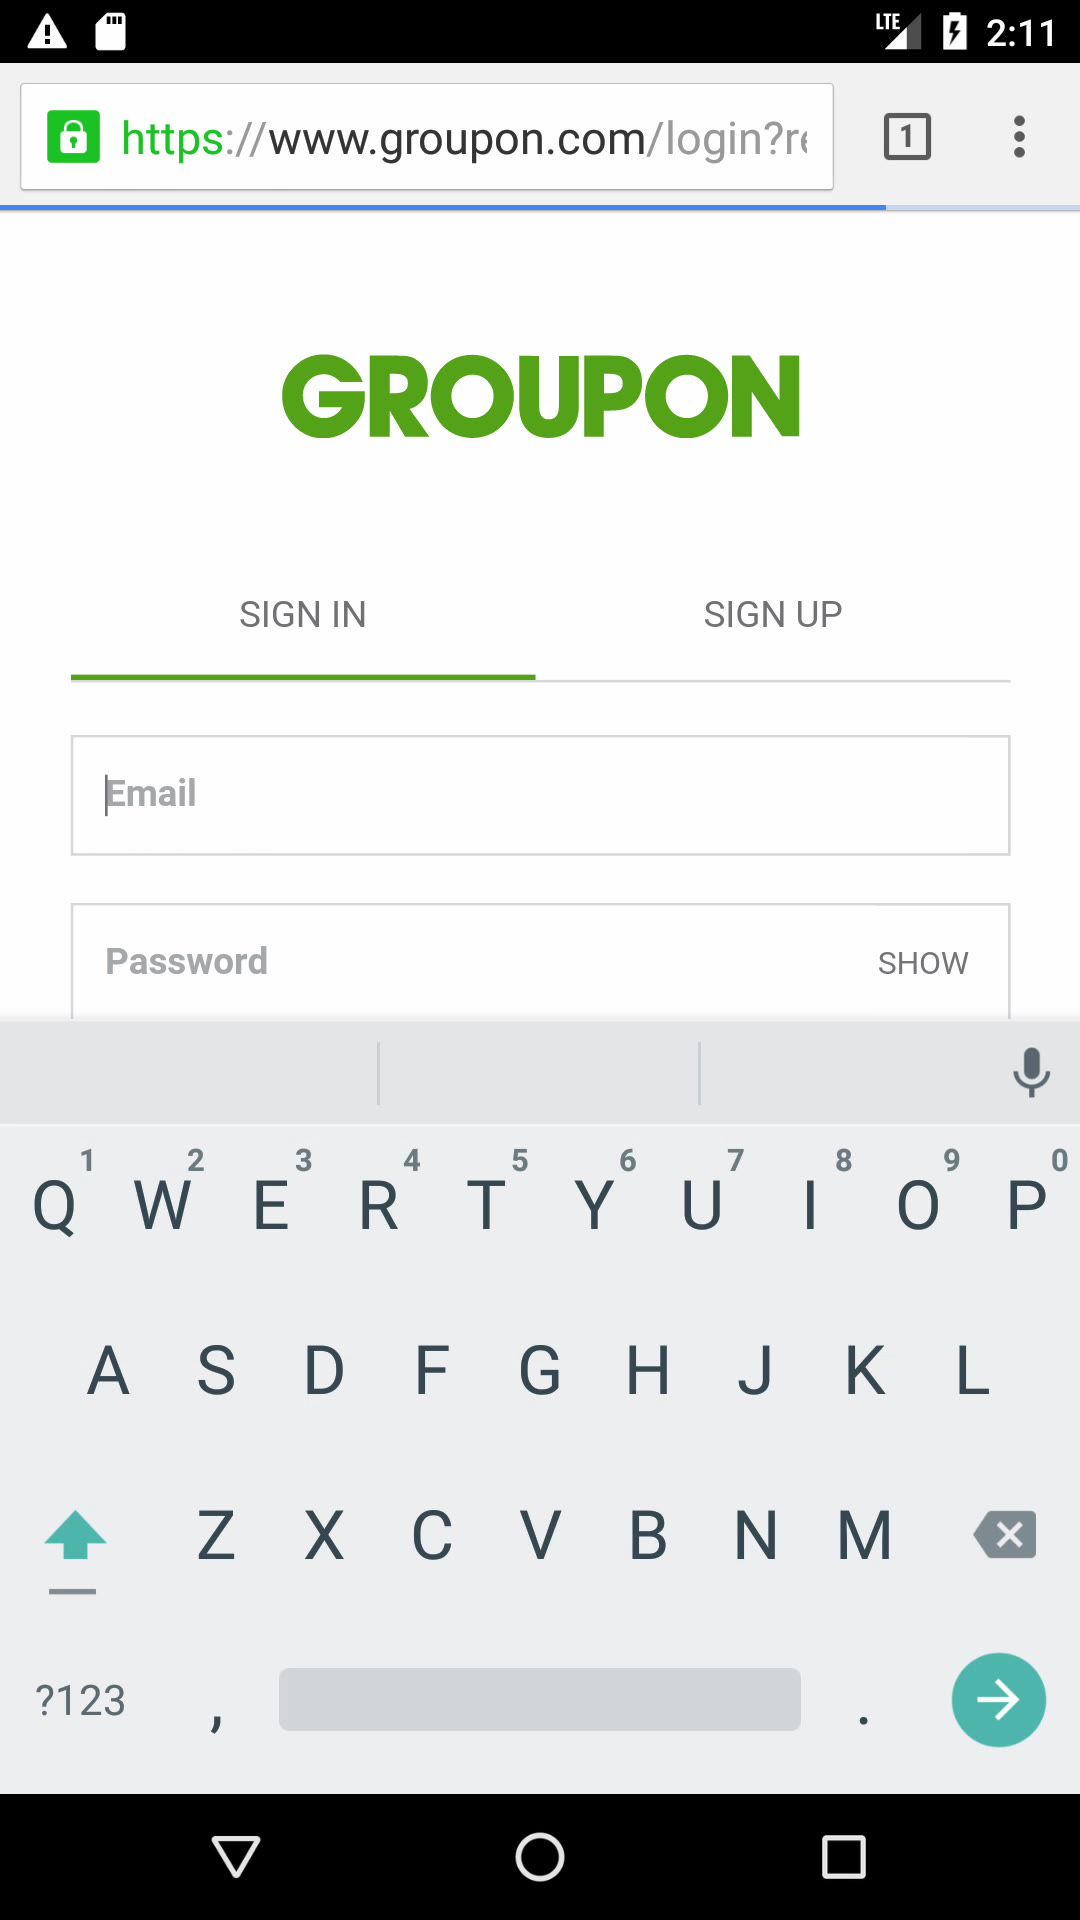 LTE 2:11
https://www.groupon.com/login?re
1
GROUPON
SIGN IN SIGN UP
Email
Password SHOW
1 2 3 4 5 6 7 8 9 0
Q W E R T Y U I O P
A S D F G H J K L
Z X C V B N M
?123 , .